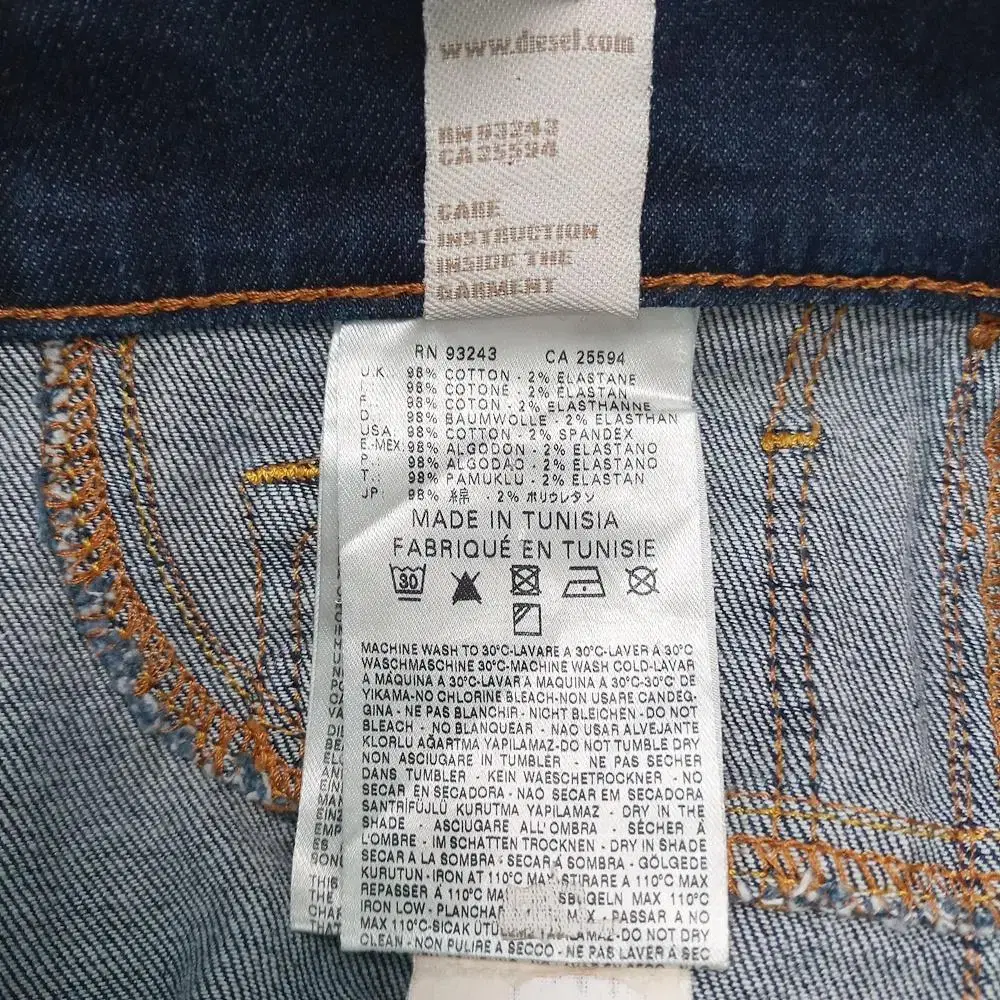 www.diesel.com
RN 93243
CA 25594
CARE
INSTRUCTION
INSIDE THE
GARMENT
RN 93243 CA 25594
U.K.: 98% COTTON - 2% ELASTANE
98% COTONE - 2% ELASTAN
F. 98% COTON - 2% ELASTHANNE
D. 98% BAUMWOLLE - 2% ELASTHAN
USA. 98% COTTON - 2% SPANDEX
E.-MEX. 98% ALGODON - 2% ELASTANO
P.: 98% ALGODAO - 2% ELASTANO
T.: 98% PAMUKLU - 2% ELASTAN
JP: 98% 綿 - 2% ポリウレタン
MADE IN TUNISIA
FABRIQUÉ EN TUNISIE
30
MACHINE WASH TO 30°C-LAVARE A 30°C-LAVER À 30°C
WASCHMASCHINE 30°C-MACHINE WASH COLD-LAVAR
A MÁQUINA A 30°C-LAVAR A MAQUINA A 30°C-30°C' DE
YIKAMA-NO CHLORINE BLEACH-NON USARE CANDEG-
GINA - NE PAS BLANCHIR - NICHT BLEICHEN - DO NOT
BLEACH - NO BLANQUEAR - NAO USAR ALVEJANTE
KLORLU AĞARTMA YAPILAMAZ-DO NOT TUMBLE DRY
NON ASCIUGARE IN TUMBLER - NE PAS SECHER
DANS TUMBLER - KEIN WAESCHETROCKNER - NO
SECAR EN SECADORA - NAO SECAR EM SECADORA
SANTRİFÜJLÜ KURUTMA YAPILAMAZ - DRY IN THE
SHADE - ASCIUGARE ALL'OMBRA - SÉCHER À
L'OMBRE - IM SCHATTEN TROCKNEN - DRY IN SHADE
SECAR A LA SOMBRA - SECAR A SOMBRA - GÖLGEDE
KURUTUN - IRON AT 110°C MAX - STIRARE A 110°C MAX
REPASSER À 110°C MAX 110°C
IRON LOW - PLANCHAR - PASSAR A NO
MAX 110°C-SICAK -DO NOT DRY
CLEAN - NON PULIRE A SECCO - NE PAS LAVER À SEC
THIS
THE
THAT